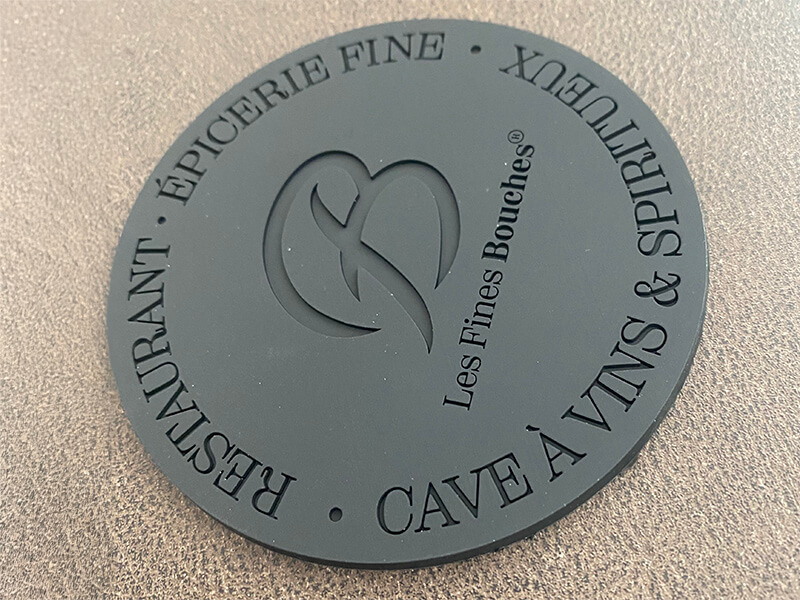 RESTAURANT • ÉPICERIE FINE • CAVE À VINS & SPIRITUEUX •
Les Fines Bouches®